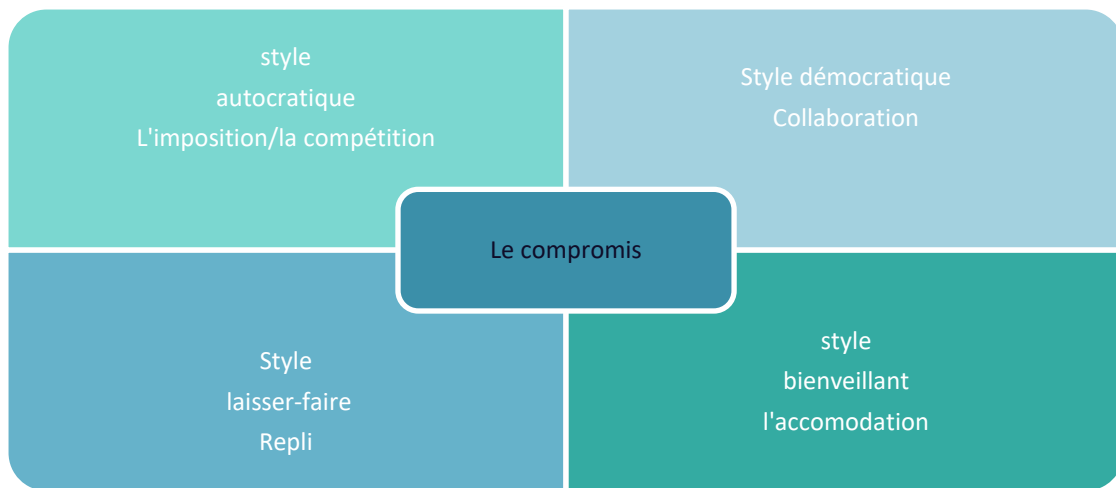 style
autocratique
L'imposition/la compétition
Style démocratique
Collaboration
Le compromis
Style
laisser-faire
Repli
style
bienveillant
l'accomodation